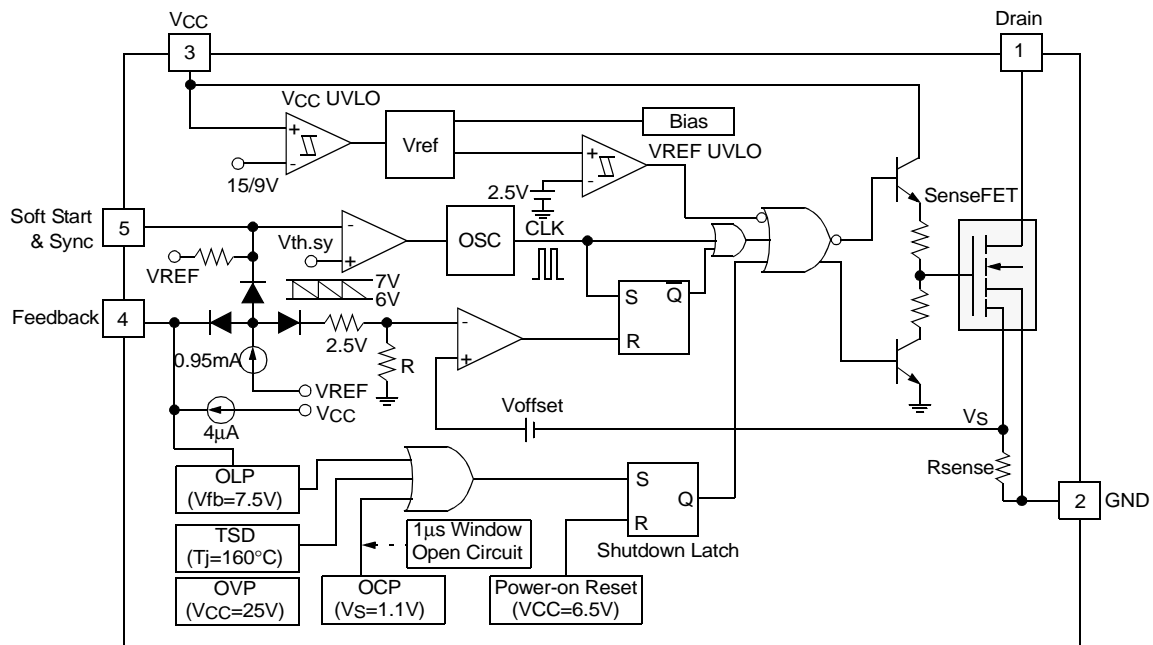 VCC
Drain
3
1
VCC UVLO
+
-
15/9V
Vref
Bias
VREF UVLO
+
-
2.5V
SenseFET
Soft Start
& Sync
5
VREF
Vth.sy
-
+
OSC
CLK
7V
6V
S
Q
R
Feedback
4
2.5V
R
-
+
0.95mA
VREF
VCC
4μA
Voffset
VS
Rsense
2
GND
OLP
(Vfb=7.5V)
TSD
(Tj=160°C)
OVP
(VCC=25V)
1μs Window
Open Circuit
OCP
(VS=1.1V)
S
Q
R
Shutdown Latch
Power-on Reset
(VCC=6.5V)